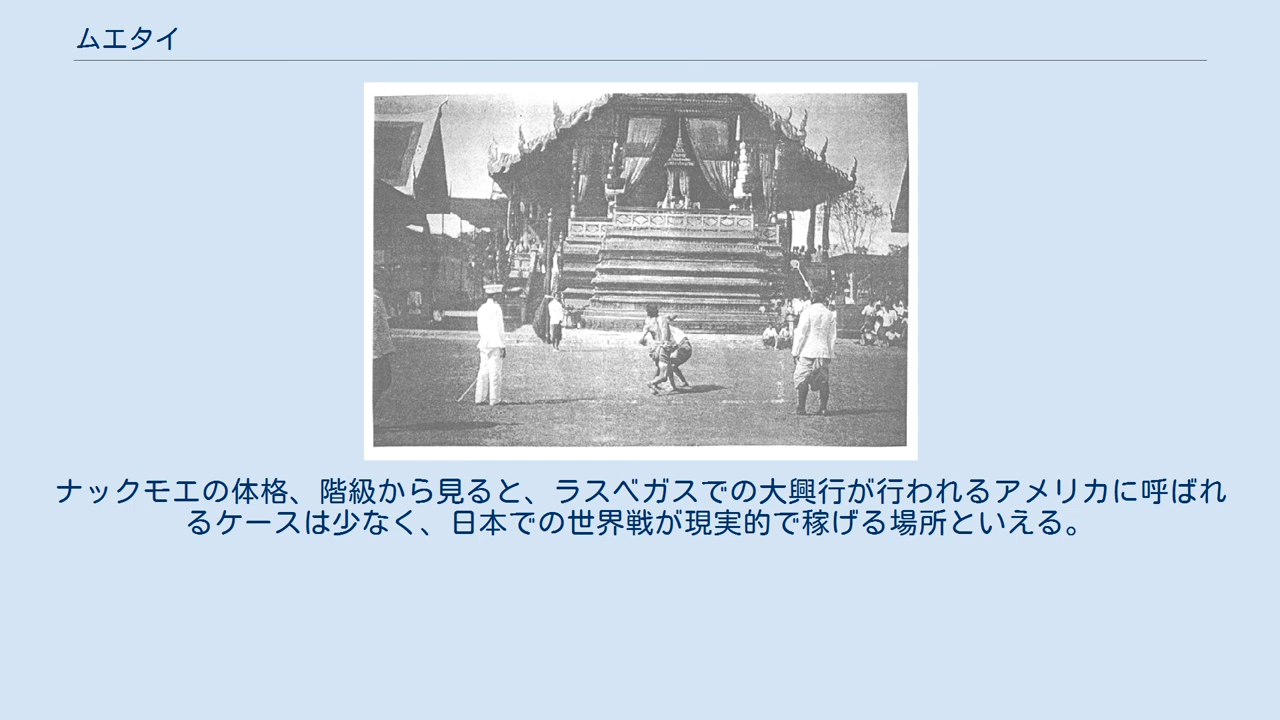 ムエタイ
ナックモエの体格、階級から見ると、ラスベガスでの大興行が行われるアメリカに呼ばれ
るケースは少なく、日本での世界戦が現実的で稼げる場所といえる。